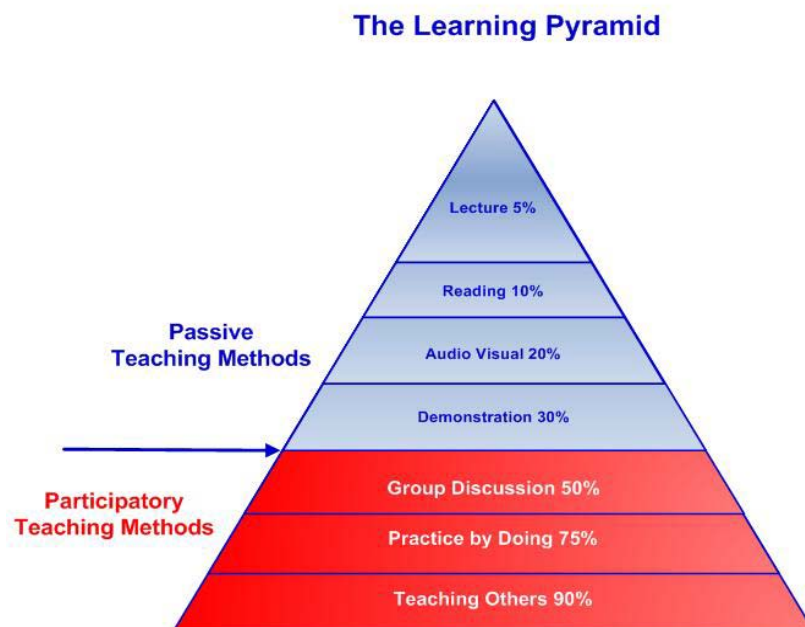 The Learning Pyramid
Lecture 5%
Reading 10%
Passive
Teaching Methods
Audio Visual 20%
Demonstration 30%
Participatory
Teaching Methods
Group Discussion 50%
Practice by Doing 75%
Teaching Others 90%